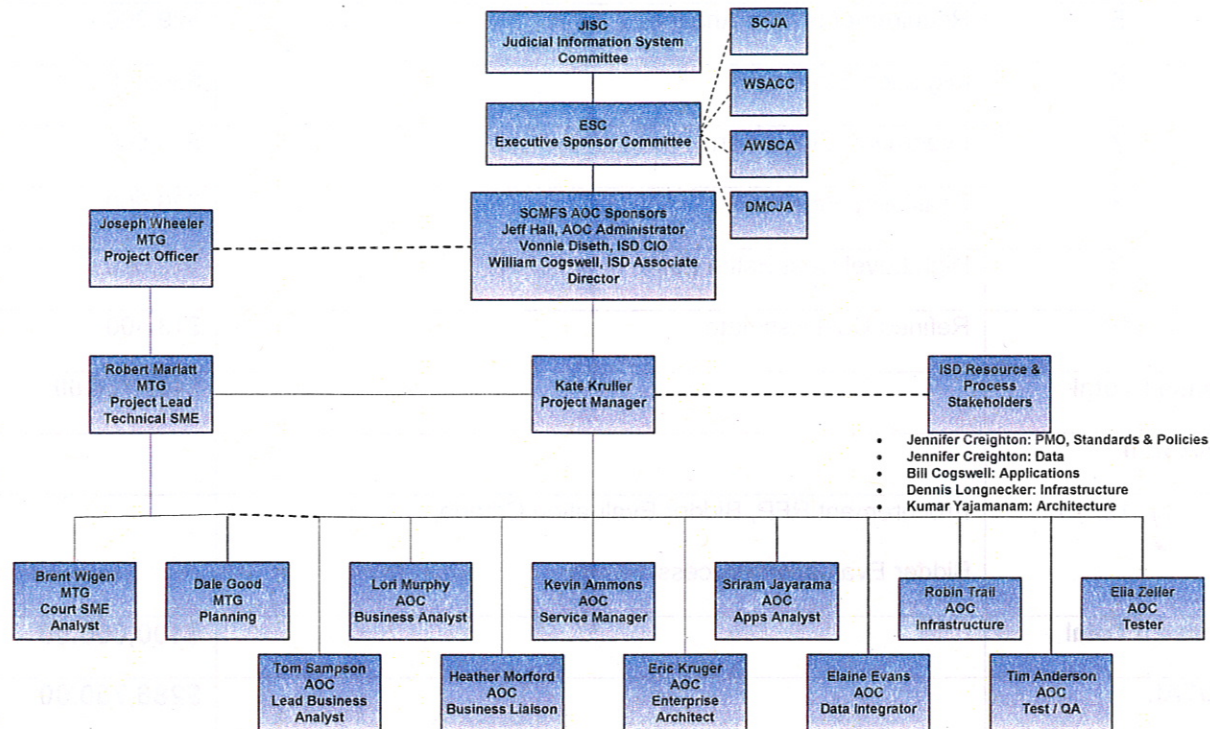 JISC
Judicial Information System
Committee
SCJA
WSACC
ESC
Executive Sponsor Committee
AWSCA
DMCJA
SCMFS AOC Sponsors
Jeff Hall, AOC Administrator
Vonnie Diseth, ISD CIO
William Cogswell, ISD Associate
Director
Joseph Wheeler
MTG
Project Officer
Robert Marlatt
MTG
Project Lead
Technical SME
Kate Kruller
Project Manager
ISD Resource &
Process
Stakeholders
• Jennifer Creighton: PMO, Standards & Policies
• Jennifer Creighton: Data
• Bill Cogswell: Applications
• Dennis Longnecker: Infrastructure
• Kumar Yajamanam: Architecture
Brent Wigen
MTG
Court SME
Analyst
Dale Good
MTG
Planning
Lori Murphy
AOC
Business Analyst
Kevin Ammons
AOC
Service Manager
Sriram Jayarama
AOC
Apps Analyst
Robin Trail
AOC
Infrastructure
Elia Zeller
AOC
Tester
Tom Sampson
AOC
Lead Business
Analyst
Heather Morford
AOC
Business Liaison
Eric Kruger
AOC
Enterprise
Architect
Elaine Evans
AOC
Data Integrator
Tim Anderson
AOC
Test / QA